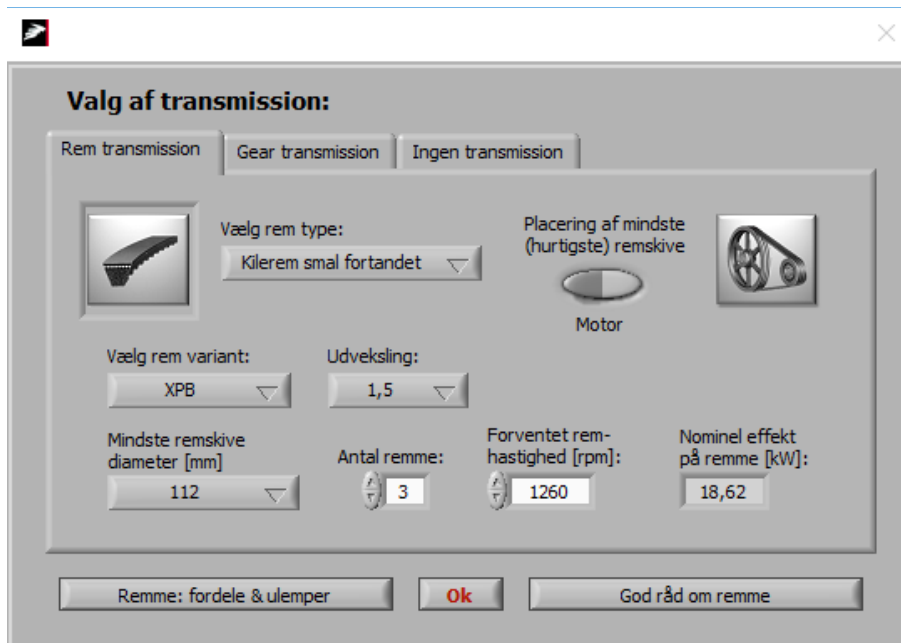 Valg af transmission:
Rem transmission
Gear transmission
Ingen transmission
Vælg rem type:
Kilerem smal fortandet
Placering af mindste
(hurtigste) remskive
Motor
Vælg rem variant:
XPB
Udveksling:
1,5
Mindste remskive
diameter [mm]
112
Antal remme:
3
Forventet rem-
hastighed [rpm]:
1260
Nominel effekt
på remme [kW]:
18,62
Remme: fordele & ulemper
Ok
God råd om remme